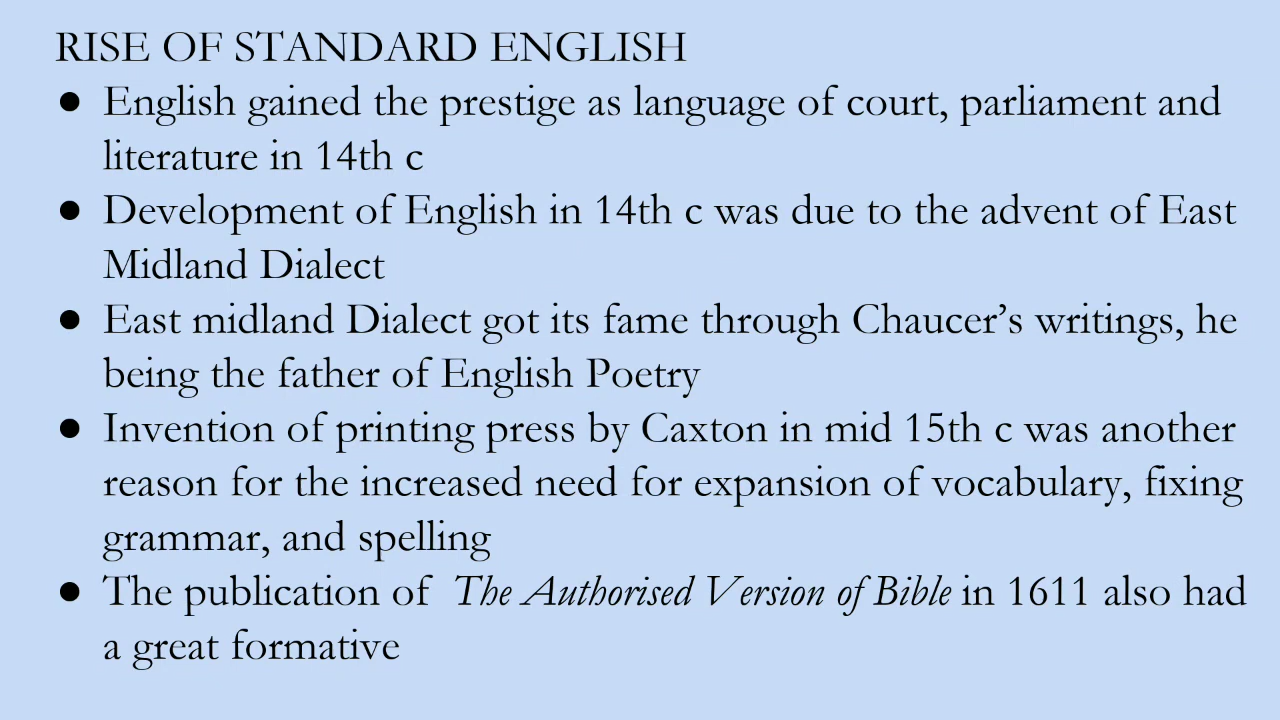 RISE OF STANDARD ENGLISH
● English gained the prestige as language of court, parliament and
literature in 14th c
● Development of English in 14th c was due to the advent of East
Midland Dialect
● East midland Dialect got its fame through Chaucer’s writings, he
being the father of English Poetry
● Invention of printing press by Caxton in mid 15th c was another
reason for the increased need for expansion of vocabulary, fixing
grammar, and spelling
● The publication of The Authorised Version of Bible in 1611 also had
a great formative